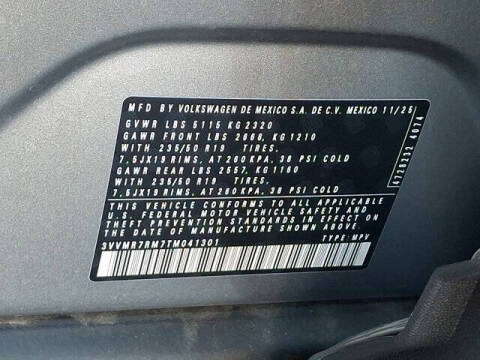 MFD BY VOLKSWAGEN DE MEXICO S.A. DE C.V. MEXICO 11/25
GVWR LBS 5115 KG 2320
GAWR FRONT LBS 2668, KG 1210
WITH 235/50 R19 TIRES.
7,5JX19 RIMS, AT 260KPA, 38 PSI COLD
GAWR REAR LBS 2557, KG 1160
WITH 235/50 R19 TIRES.
7,5JX19 RIMS, AT 260KPA, 38 PSI COLD
THIS VEHICLE CONFORMS TO ALL APPLICABLE
U.S. FEDERAL MOTOR VEHICLE SAFETY AND
THEFT PREVENTION STANDARDS IN EFFECT ON
THE DATE OF MANUFACTURE SHOWN ABOVE.
3VVMR7RM7TM041301
TYPE: MPV
4720232 4074